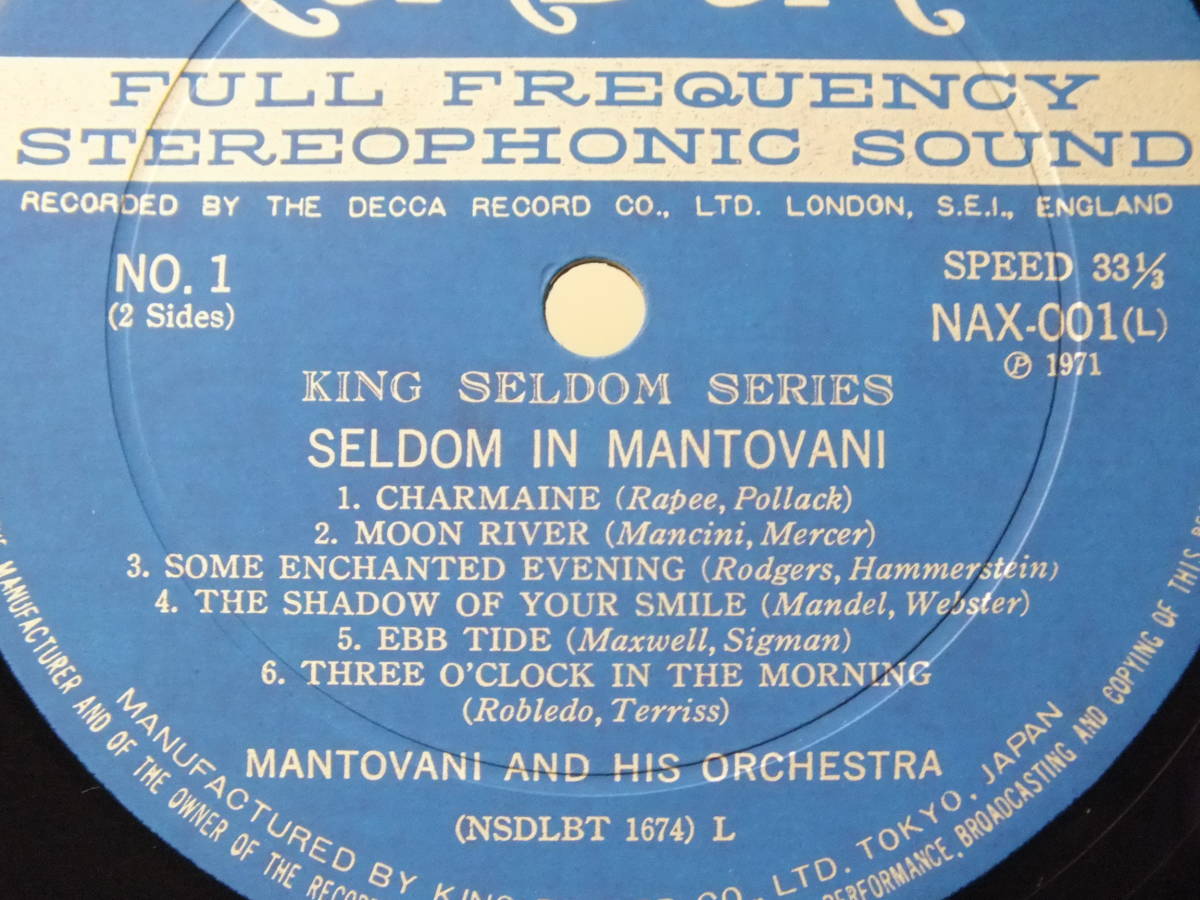 FULL FREQUENCY
STEREOPHONIC SOUND
RECORDED BY THE DECCA RECORD CO., LTD. LONDON, S.E.I., ENGLAND
NO. 1
(2 Sides)
SPEED 33⅓
NAX-001(L)
Ⓟ 1971
KING SELDOM SERIES
SELDOM IN MANTOVANI
1. CHARMAINE (Rapee, Pollack)
2. MOON RIVER (Mancini, Mercer)
3. SOME ENCHANTED EVENING (Rodgers, Hammerstein)
4. THE SHADOW OF YOUR SMILE (Mandel, Webster)
5. EBB TIDE (Maxwell, Sigman)
6. THREE O'CLOCK IN THE MORNING
(Robledo, Terriss)
MANTOVANI AND HIS ORCHESTRA
(NSDLBT 1674) L
MANUFACTURED BY KING CO., LTD. TOKYO, JAPAN
MANUFACTURER AND OF THE OWNER OF THE
PERFORMANCE, BROADCASTING AND COPYING OF THIS